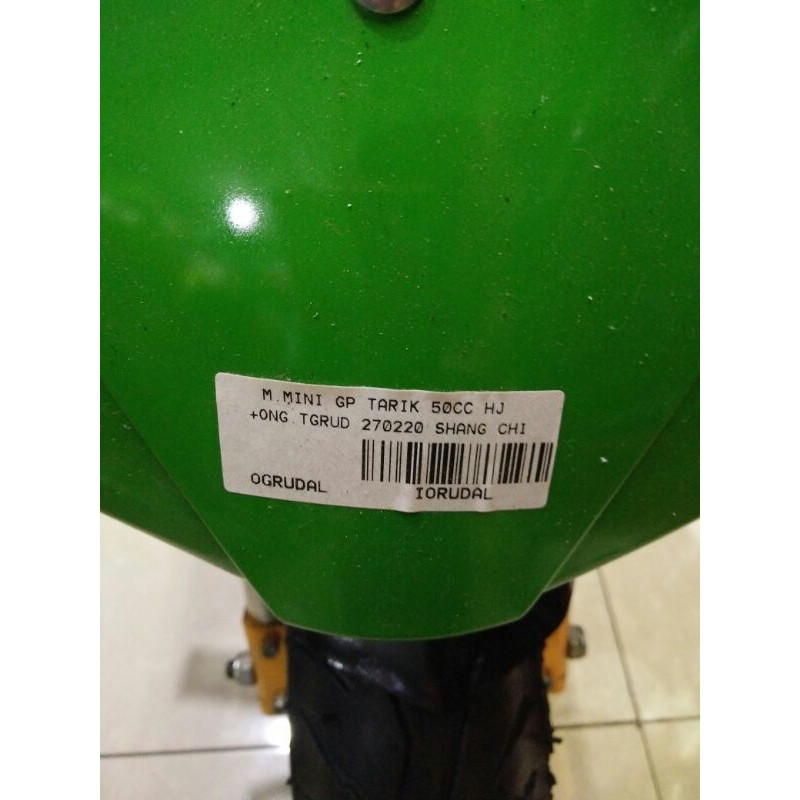 M.MINI GP TARIK 50CC HJ
+ONG.TGRUD 270220 SHANG CHI
OGRUDAL
IORUDAL